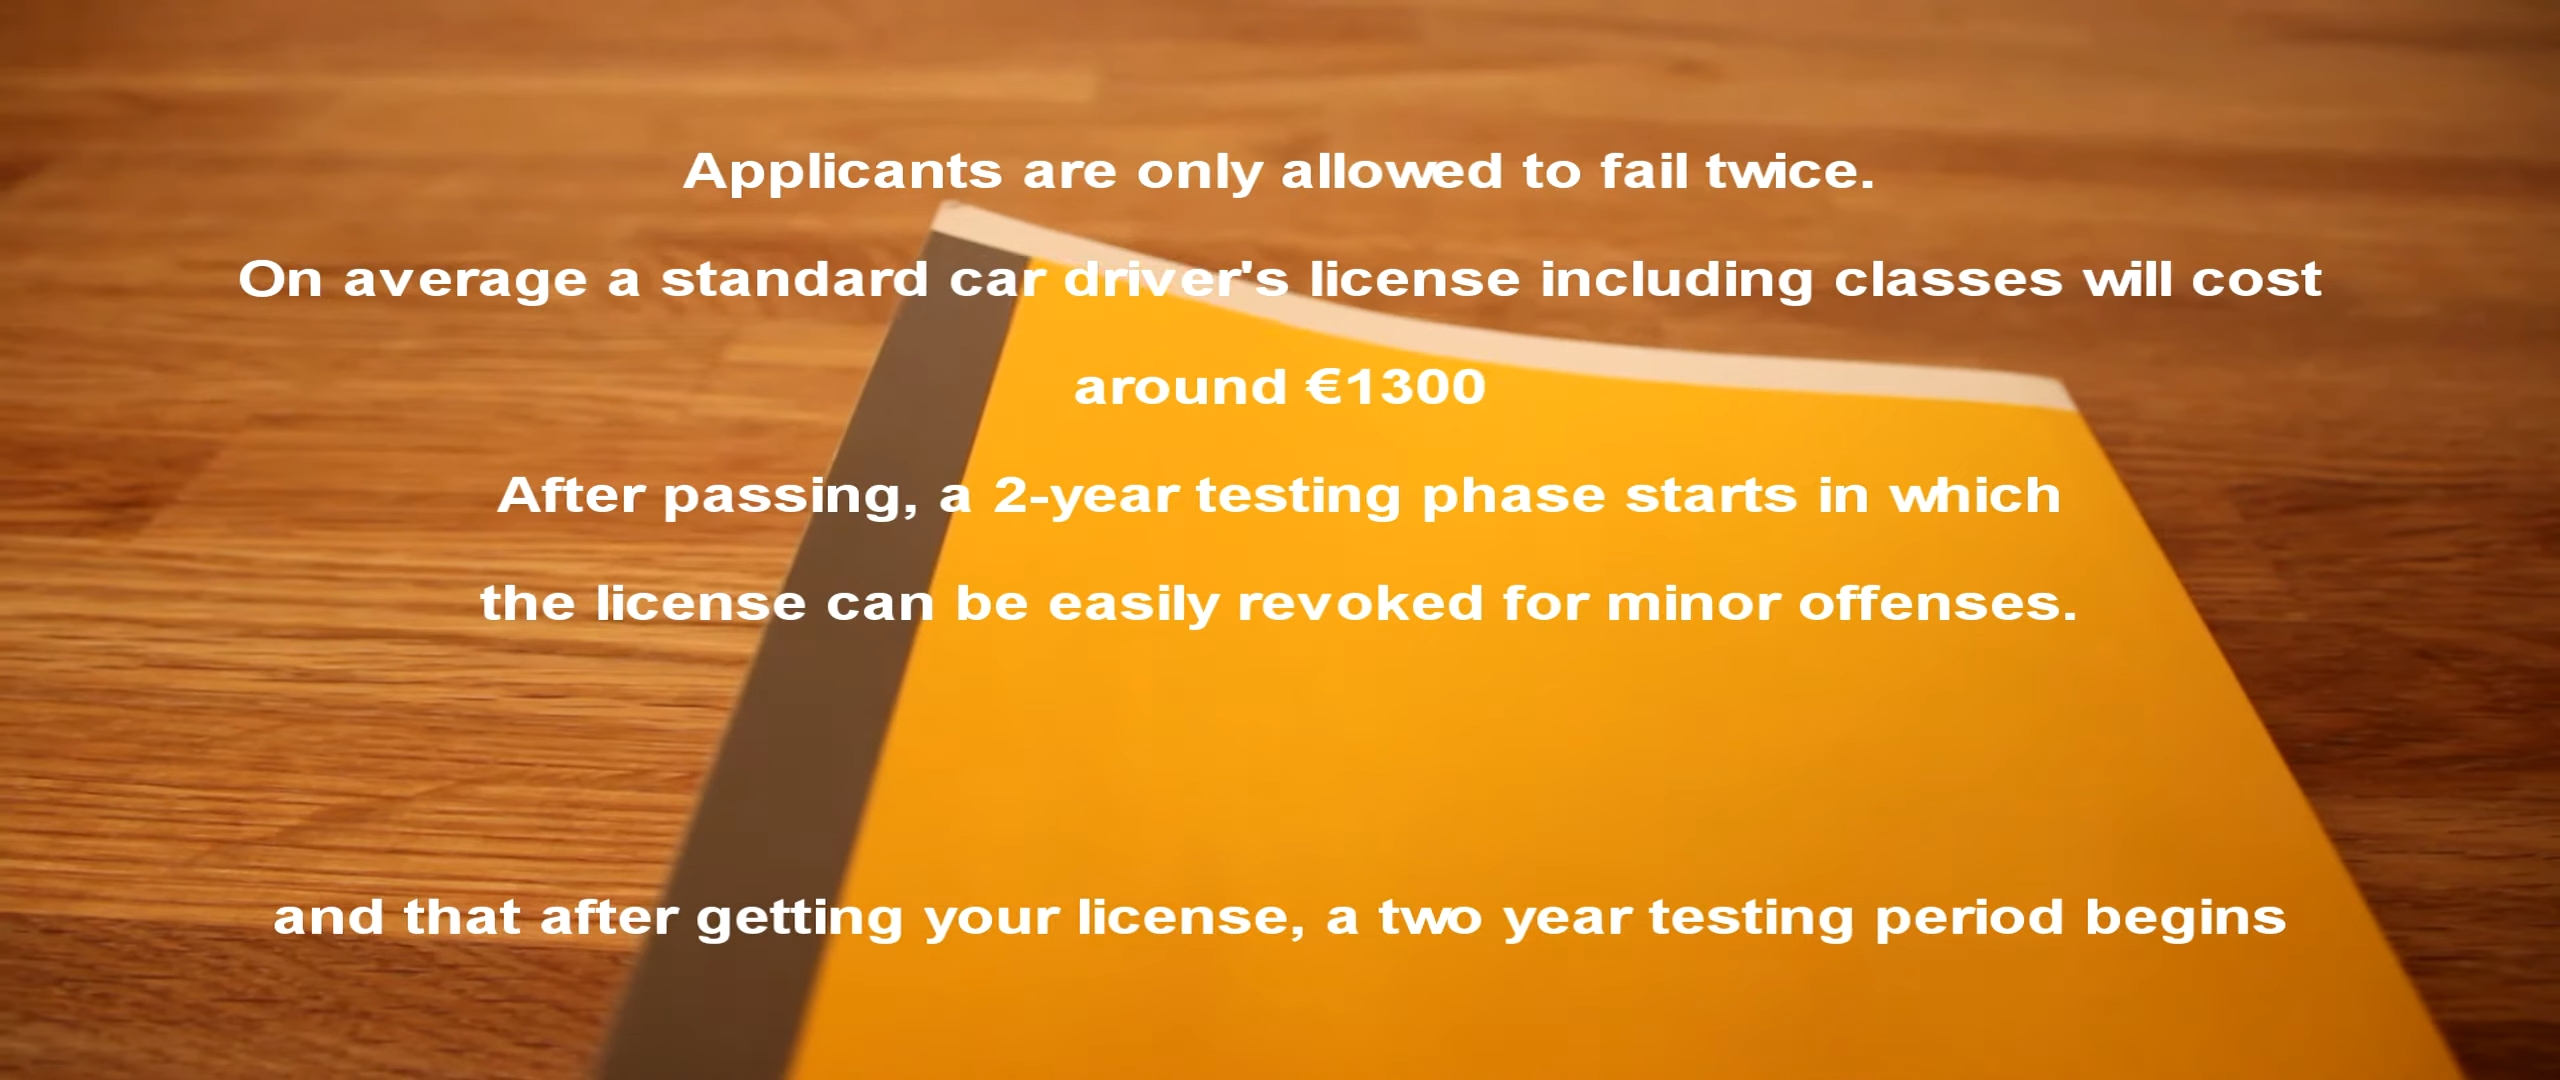 Applicants are only allowed to fail twice.
On average a standard car driver's license including classes will cost
around €1300
After passing, a 2-year testing phase starts in which
the license can be easily revoked for minor offenses.
and that after getting your license, a two year testing period begins